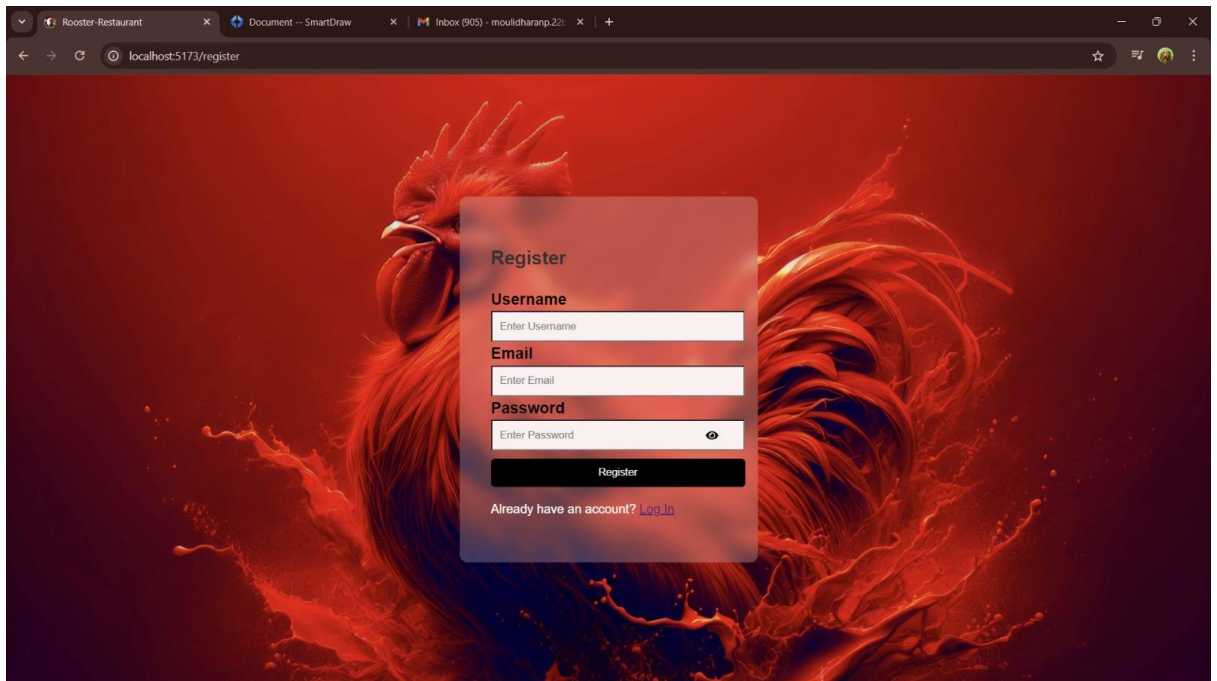 Rooster-Restaurant
Document -- SmartDraw
Inbox (905) - moulidharanp.22
localhost:5173/register
Register
Username
Enter Username
Email
Enter Email
Password
Enter Password
Register
Already have an account? Log In